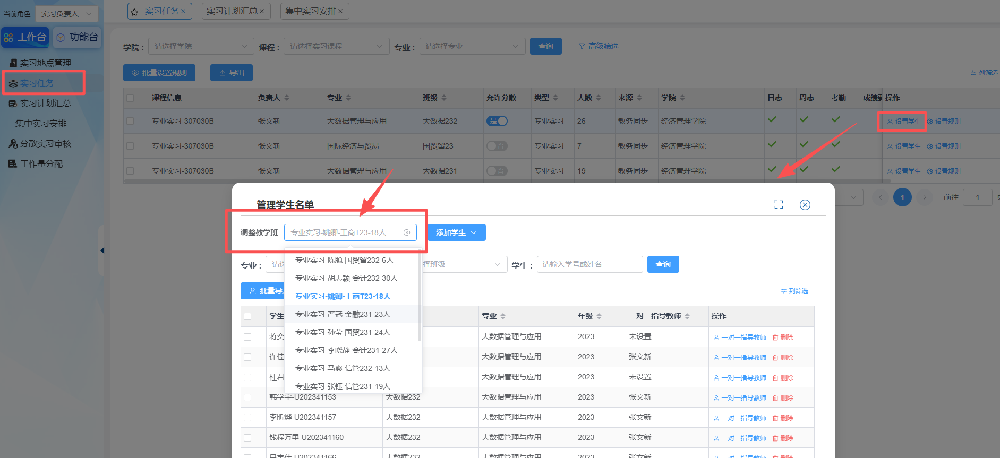 当前角色 实习负责人
工作台 功能台
实习地点管理
实习任务
实习计划汇总
集中实习安排
分散实习审核
工作量分配
实习任务× 实习计划汇总× 集中实习安排×
学院： 请选择学院 课程： 请选择实习课程 专业： 请选择专业 查询 高级筛选
批量设置规则 导出 列筛选
课程信息 负责人 专业 班级 允许分散 类型 人数 来源 学院 日志 周志 考勤 成绩要 操作
专业实习-307030B 张文新 大数据管理与应用 大数据232 是 专业实习 26 教务同步 经济管理学院 设置学生 设置规则
专业实习-307030B 张文新 国际经济与贸易 国贸留23 否 专业实习 7 教务同步 经济管理学院 设置学生 设置规则
专业实习-307030B 张文新 大数据管理与应用 大数据231 否 专业实习 19 教务同步 经济管理学院 设置学生 设置规则
1 前往 1
管理学生名单
调整教学班 专业实习-姚卿-工商T23-18人 添加学生
专业： 请选 择班级 学生： 请输入学号或姓名 查询
批量导 列筛选
专业实习-陈聪-国贸留232-6人
专业实习-胡志颖-会计232-30人
专业实习-姚卿-工商T23-18人
专业实习-严冠-金融231-23人
专业实习-孙莹-国贸231-24人
专业实习-李晓静-会计231-27人
专业实习-马爽-信管232-13人
专业实习-张钰-信管231-19人
学生 专业 年级 一对一指导教师 操作
蒋奕 大数据管理与应用 2023 未设置 一对一指导教师 删除
许佳 大数据管理与应用 2023 张文新 一对一指导教师 删除
杜君 大数据管理与应用 2023 未设置 一对一指导教师 删除
韩学宇-U202341153 大数据232 大数据管理与应用 2023 张文新 一对一指导教师 删除
李昕烨-U202341157 大数据232 大数据管理与应用 2023 张文新 一对一指导教师 删除
钱程万里-U202341160 大数据232 大数据管理与应用 2023 张文新 一对一指导教师 删除
大数据232 大数据管理与应用 2023 张文新 一对一指导教师 删除